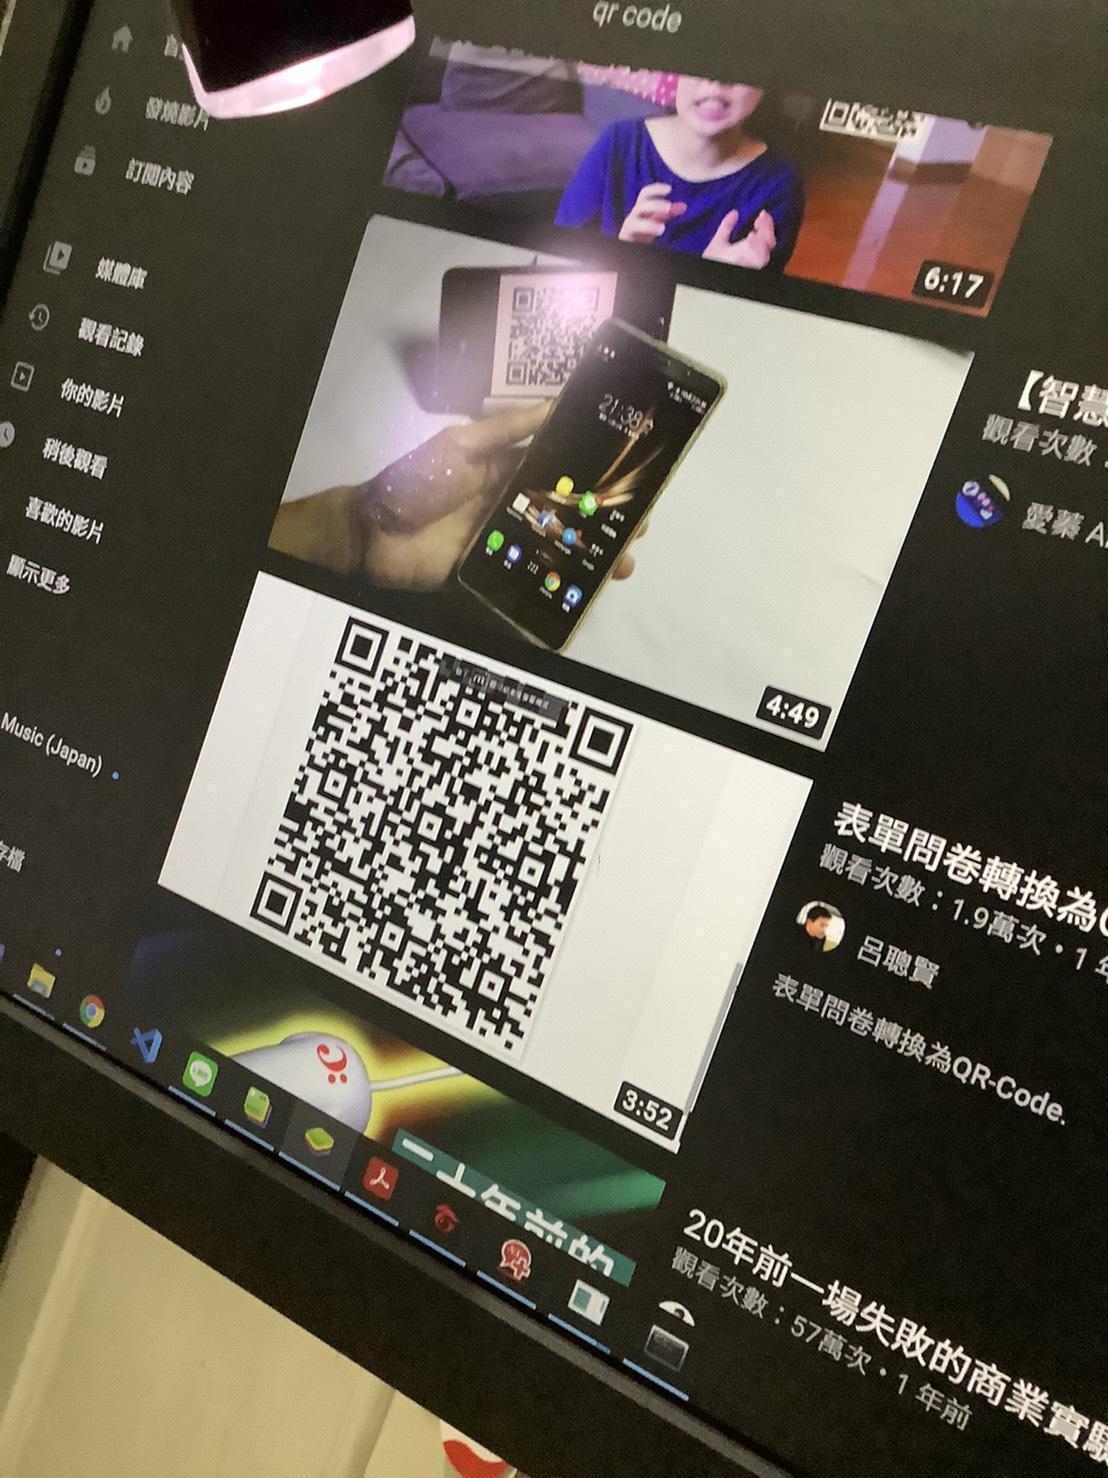 qr code
發燒影片
訂閱內容
媒體庫
觀看記錄
你的影片
稍後觀看
喜歡的影片
顯示更多
Music (Japan)
存檔
6:17
21:38
4:49
3:52
【智慧
觀看次數
愛蓁
表單問卷轉換為
觀看次數：1.9萬次・1 年
呂聰賢
表單問卷轉換為QR-Code.
20年前一場失敗的商業實驗
觀看次數：57萬次・1 年前